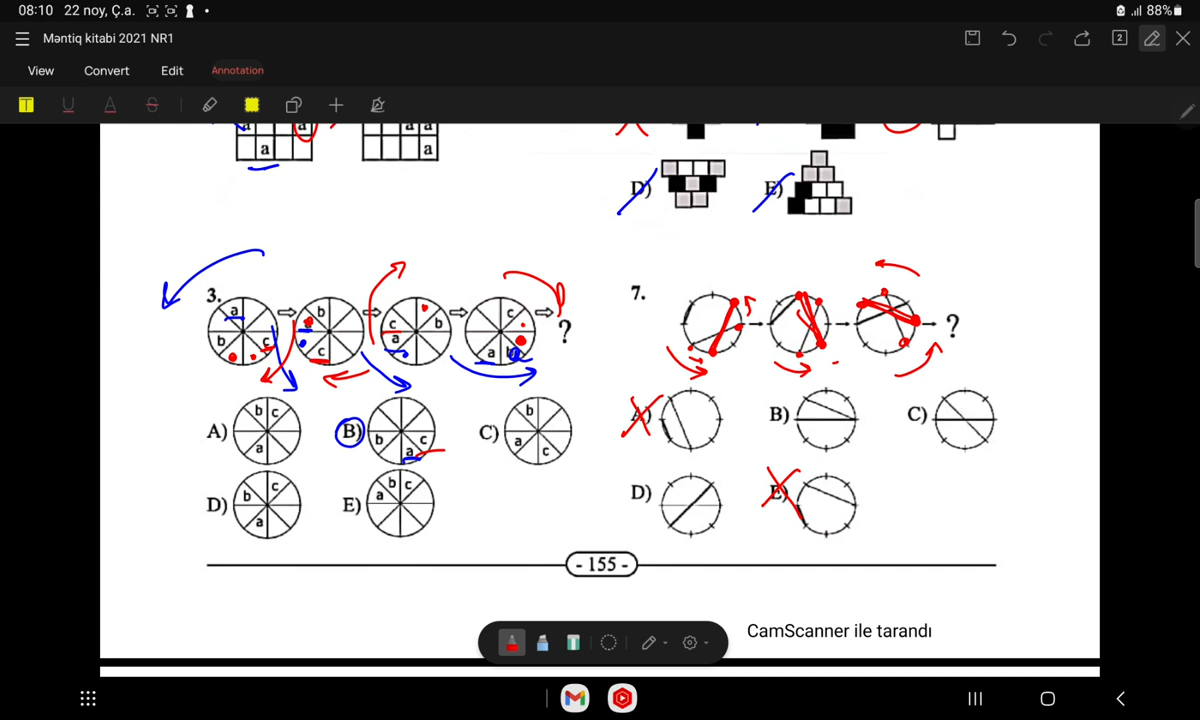 08:10 22 noy, Ç.a. 88%
Məntiq kitabi 2021 NR1 2
View Convert Edit Annotation
T U A S
a a a
a a
D) E)
3.
a b c
b a c
c b a
c a b
?
A) b c a
B) b c a
C) b a c
D) b c a
E) b c a
7.
?
A) B) C)
D) E)
- 155 -
CamScanner ile tarandı